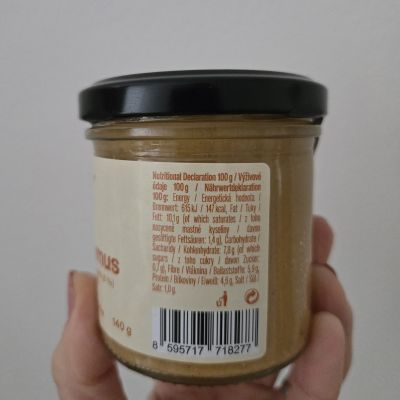 Nutritional Declaration 100 g / Výživové
údaje 100 g / Nährwertdeklaration
100 g: Energy / Energetická hodnota /
Brennwert: 615 kJ / 147 kcal, Fat / Tuky /
Fett: 10,1 g (of which saturates / z toho
nasycené mastné kyseliny / davon
gesättigte Fettsäuren: 1,4 g), Carbohydrate /
Sacharidy / Kohlenhydrate: 7,8 g (of which
sugars / z toho cukry / davon Zucker:
0,7 g), Fibre / Vláknina / Ballaststoffe: 5,9 g,
Protein / Bílkoviny / Eiweiß: 4,6 g, Salt / Sůl /
Salz: 1,0 g.
mus
140 g
8 595717 718277